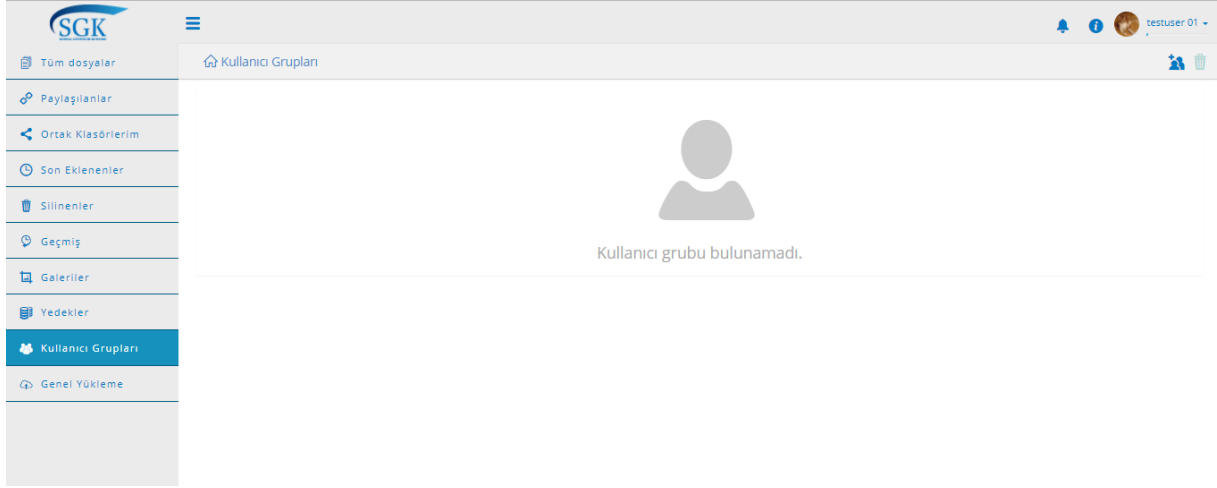 SGK
testuser 01
Tüm dosyalar
Kullanıcı Grupları
Paylaşılanlar
Ortak Klasörlerim
Son Eklenenler
Silinenler
Geçmiş
Galeriler
Yedekler
Kullanıcı Grupları
Genel Yükleme
Kullanıcı grubu bulunamadı.